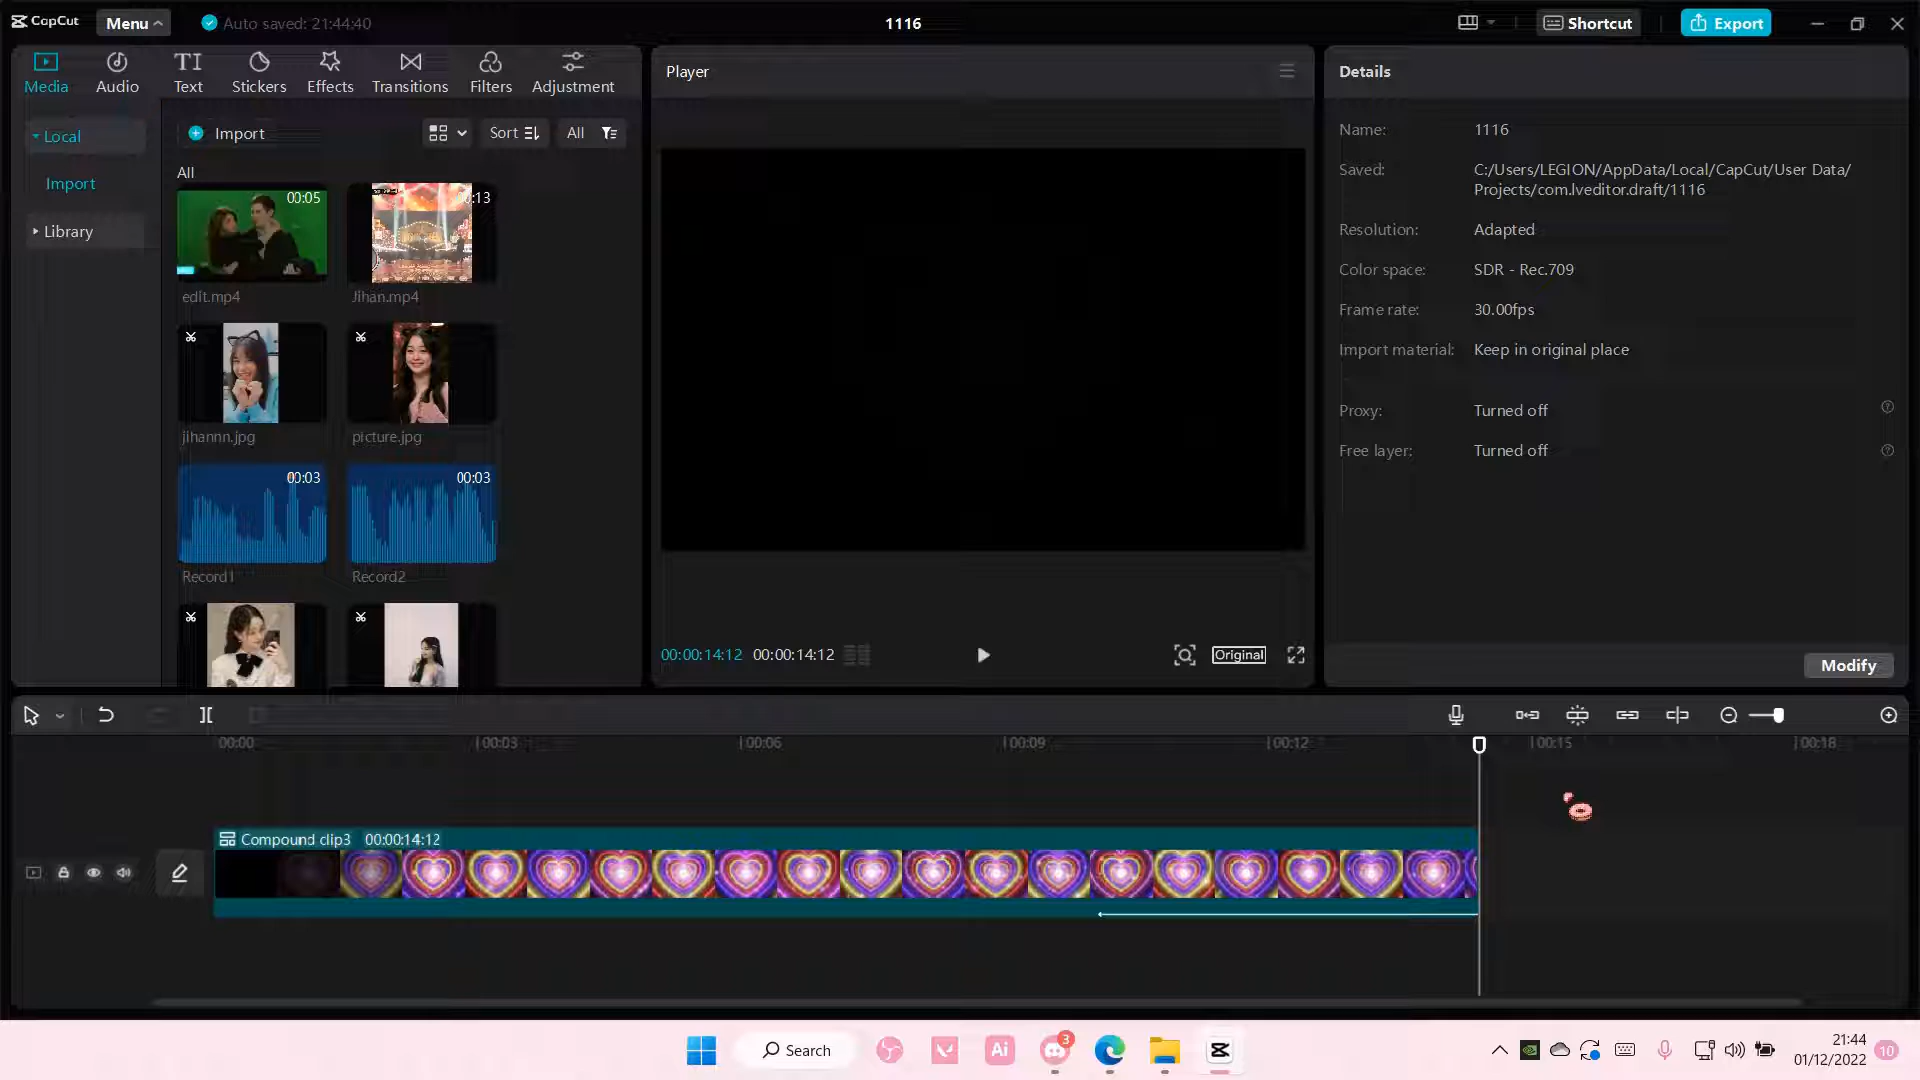 CapCut
Menu
Auto saved: 21:44:40
1116
Shortcut
Export
Media
Audio
Text
Stickers
Effects
Transitions
Filters
Adjustment
Local
Import
Library
Import
Sort
All
All
00:05
edit.mp4
:13
Jihan.mp4
jihannn.jpg
picture.jpg
00:03
Record1
00:03
Record2
Player
00:00:14:12
00:00:14:12
Original
Details
Name: 1116
Saved: C:/Users/LEGION/AppData/Local/CapCut/User Data/
Projects/com.lveditor.draft/1116
Resolution: Adapted
Color space: SDR - Rec.709
Frame rate: 30.00fps
Import material: Keep in original place
Proxy: Turned off
Free layer: Turned off
Modify
00:00
00:03
00:06
00:09
00:12
00:15
00:18
Compound clip3 00:00:14:12
Search
Ai
3
21:44
01/12/2022
10